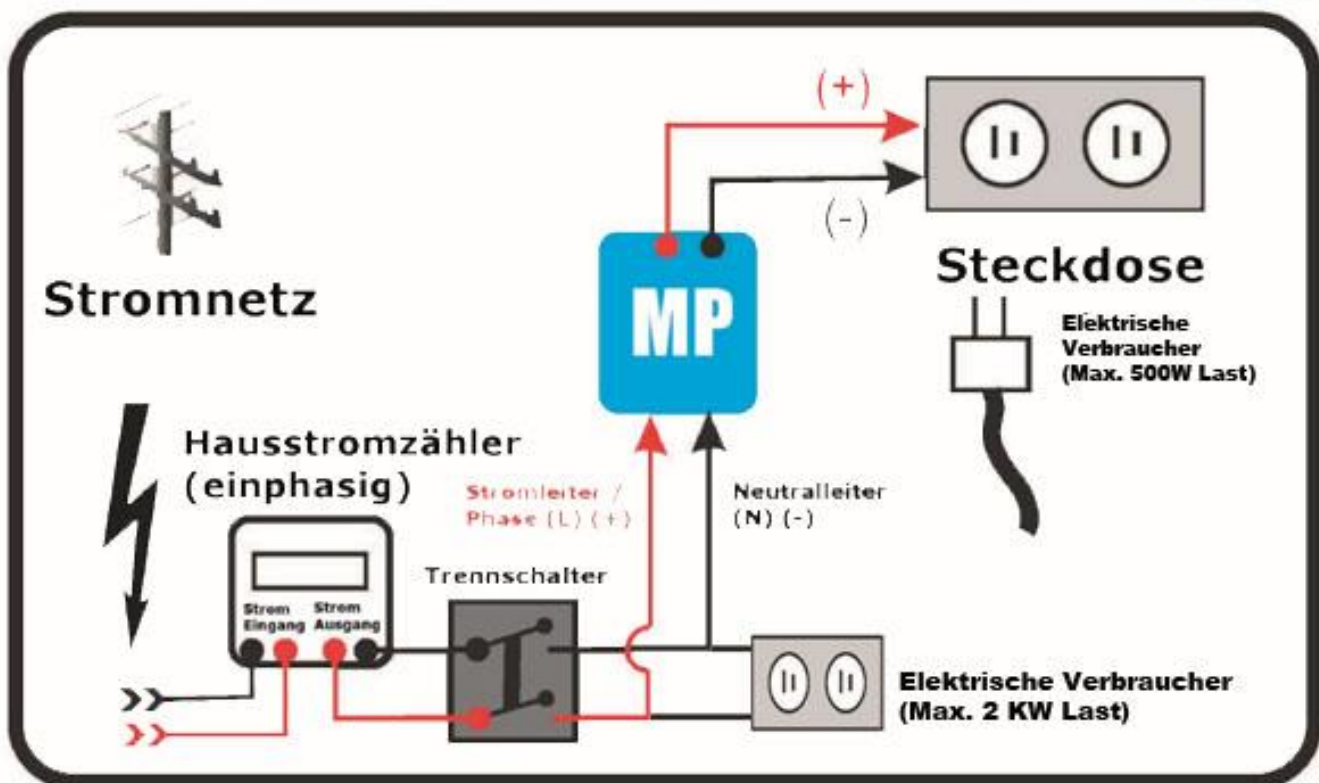 (+)
(-)
Steckdose
Elektrische
Verbraucher
(Max. 500W Last)
Stromnetz
MP
Hausstromzähler
(einphasig)
Stromleiter /
Phase (L) (+)
Neutralleiter
(N) (-)
Trennschalter
Strom Eingang
Strom Ausgang
Elektrische Verbraucher
(Max. 2 KW Last)